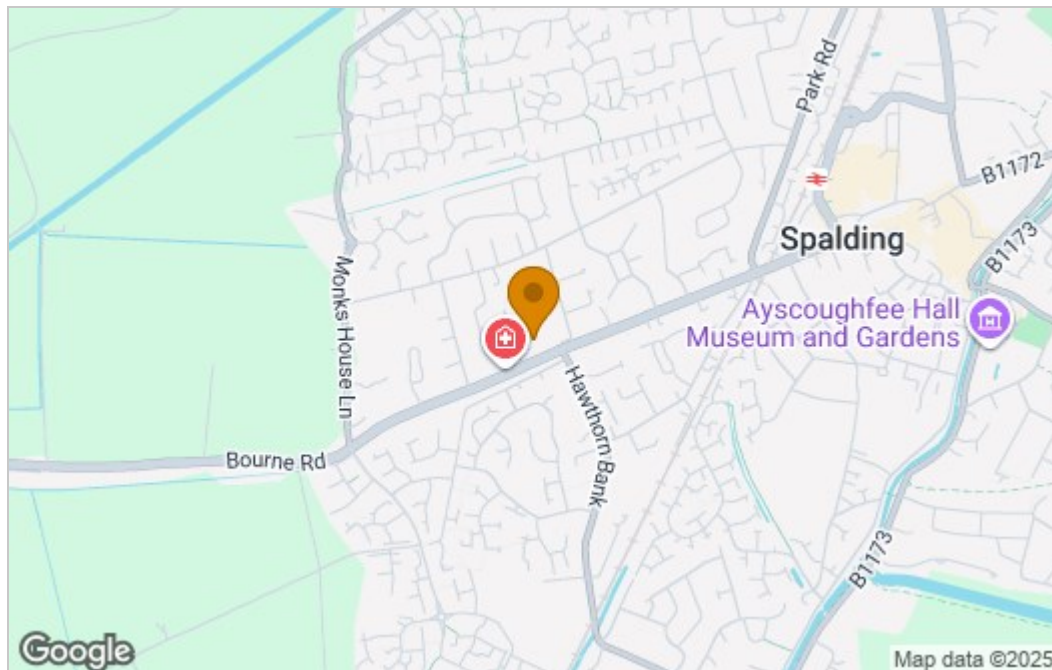 Park Rd
B1172
Spalding
B1173
Monks House Ln
Ayscoughfee Hall
Museum and Gardens
Hawthorn Bank
Bourne Rd
B1173
Google
Map data ©2025